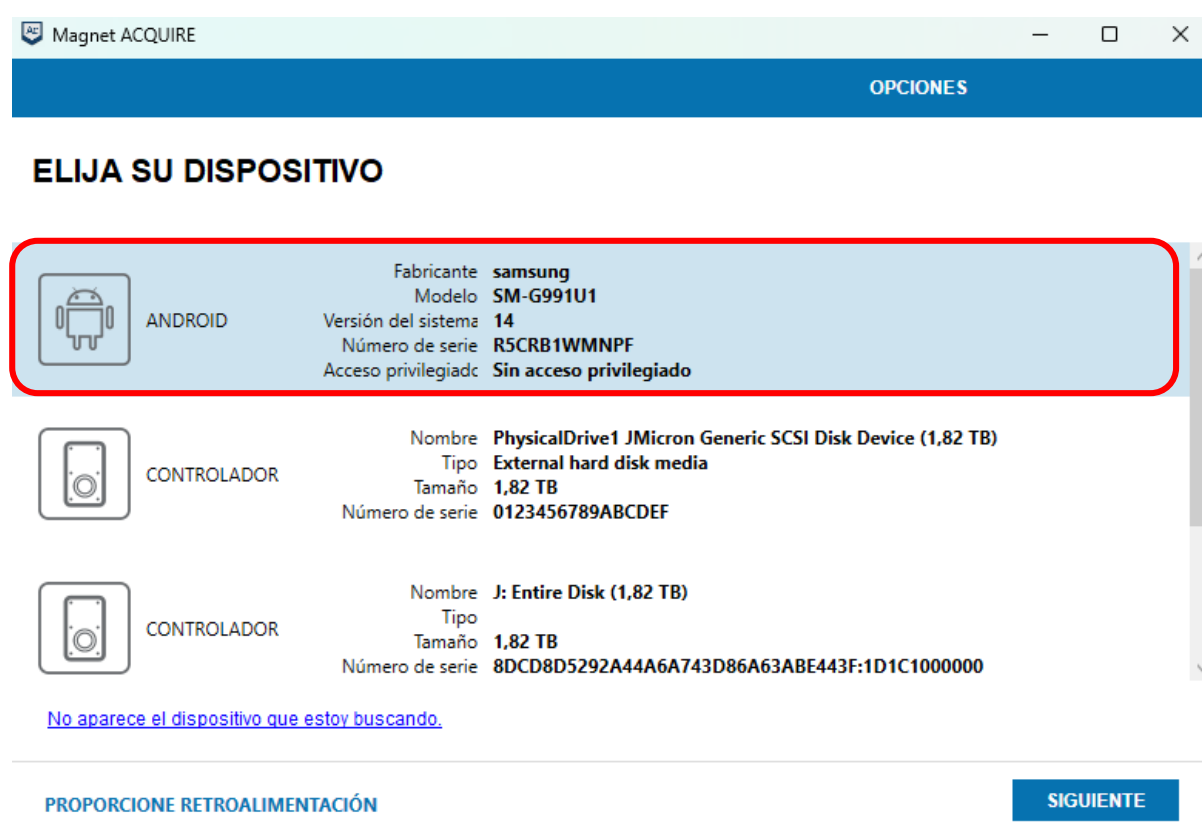 Magnet ACQUIRE
OPCIONES
ELIJA SU DISPOSITIVO
ANDROID
Fabricante samsung
Modelo SM-G991U1
Versión del sistema 14
Número de serie R5CRB1WMNPF
Acceso privilegiadc Sin acceso privilegiado
CONTROLADOR
Nombre PhysicalDrive1 JMicron Generic SCSI Disk Device (1,82 TB)
Tipo External hard disk media
Tamaño 1,82 TB
Número de serie 0123456789ABCDEF
CONTROLADOR
Nombre J: Entire Disk (1,82 TB)
Tipo
Tamaño 1,82 TB
Número de serie 8DCD8D5292A44A6A743D86A63ABE443F:1D1C1000000
No aparece el dispositivo que estoy buscando.
PROPORCIONE RETROALIMENTACIÓN
SIGUIENTE